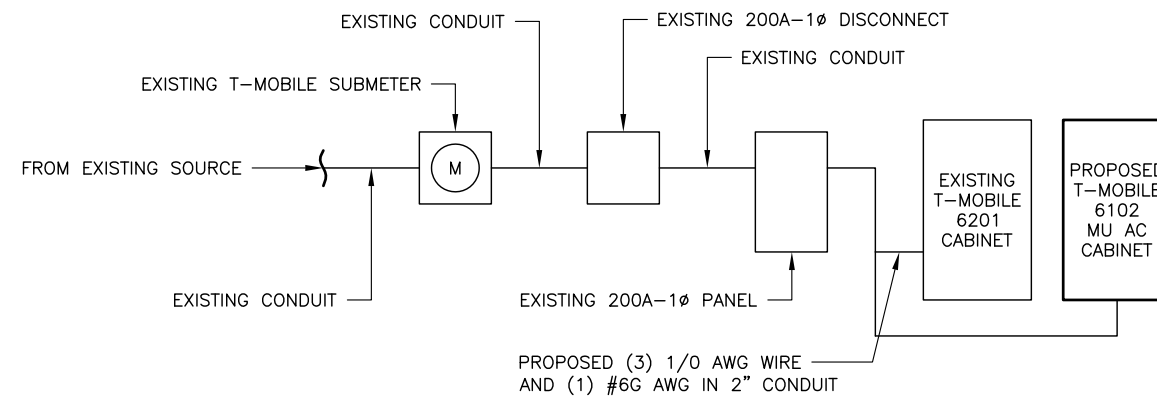 EXISTING CONDUIT
EXISTING 200A-1ø DISCONNECT
EXISTING CONDUIT
EXISTING T-MOBILE SUBMETER
FROM EXISTING SOURCE
M
EXISTING
T-MOBILE
6201
CABINET
PROPOSED
T-MOBILE
6102
MU AC
CABINET
EXISTING CONDUIT
EXISTING 200A-1ø PANEL
PROPOSED (3) 1/0 AWG WIRE
AND (1) #6G AWG IN 2" CONDUIT